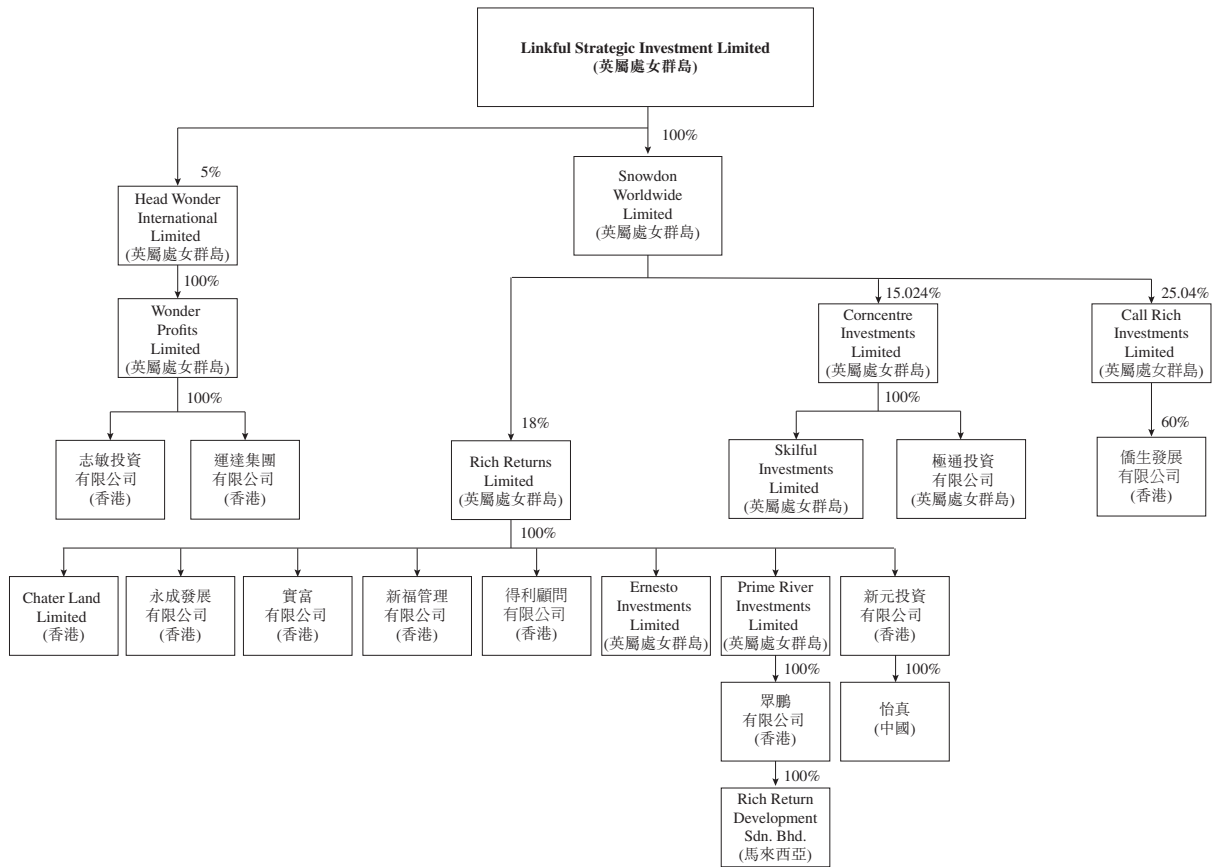 Linkful Strategic Investment Limited
(英屬處女群島)
100%
5%
Head Wonder
International
Limited
(英屬處女群島)
Snowdon
Worldwide
Limited
(英屬處女群島)
100%
Wonder
Profits
Limited
(英屬處女群島)
15.024%
Corncentre
Investments
Limited
(英屬處女群島)
25.04%
Call Rich
Investments
Limited
(英屬處女群島)
100%
志敏投資
有限公司
(香港)
運達集團
有限公司
(香港)
18%
Rich Returns
Limited
(英屬處女群島)
100%
Skilful
Investments
Limited
(英屬處女群島)
極通投資
有限公司
(英屬處女群島)
60%
僑生發展
有限公司
(香港)
100%
Chater Land
Limited
(香港)
永成發展
有限公司
(香港)
實富
有限公司
(香港)
新福管理
有限公司
(香港)
得利顧問
有限公司
(香港)
Ernesto
Investments
Limited
(英屬處女群島)
Prime River
Investments
Limited
(英屬處女群島)
新元投資
有限公司
(香港)
100%
眾鵬
有限公司
(香港)
100%
怡真
(中國)
100%
Rich Return
Development
Sdn. Bhd.
(馬來西亞)